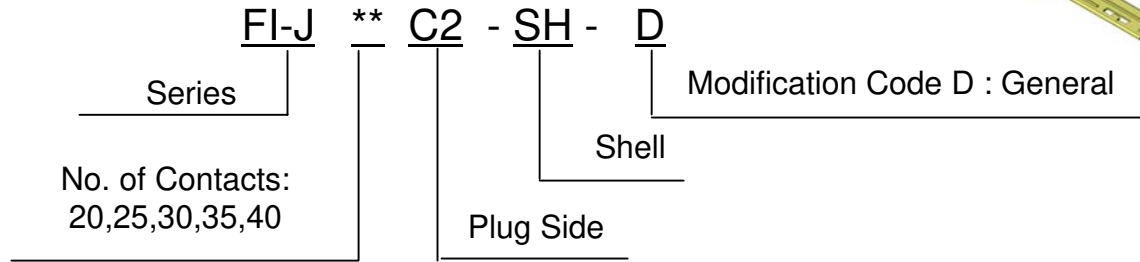 FI-J ** C2 - SH - D
Series
Modification Code D : General
Shell
No. of Contacts:
20,25,30,35,40
Plug Side